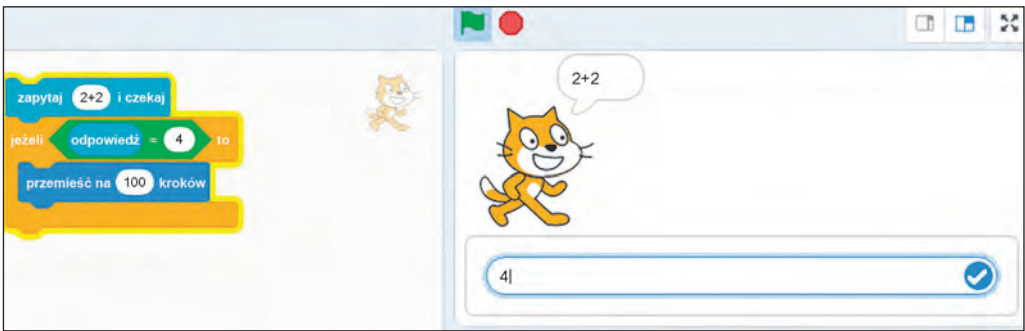 zapytaj 2+2 i czekaj
jeżeli odpowiedź = 4 to
przemieść na 100 kroków
2+2
4